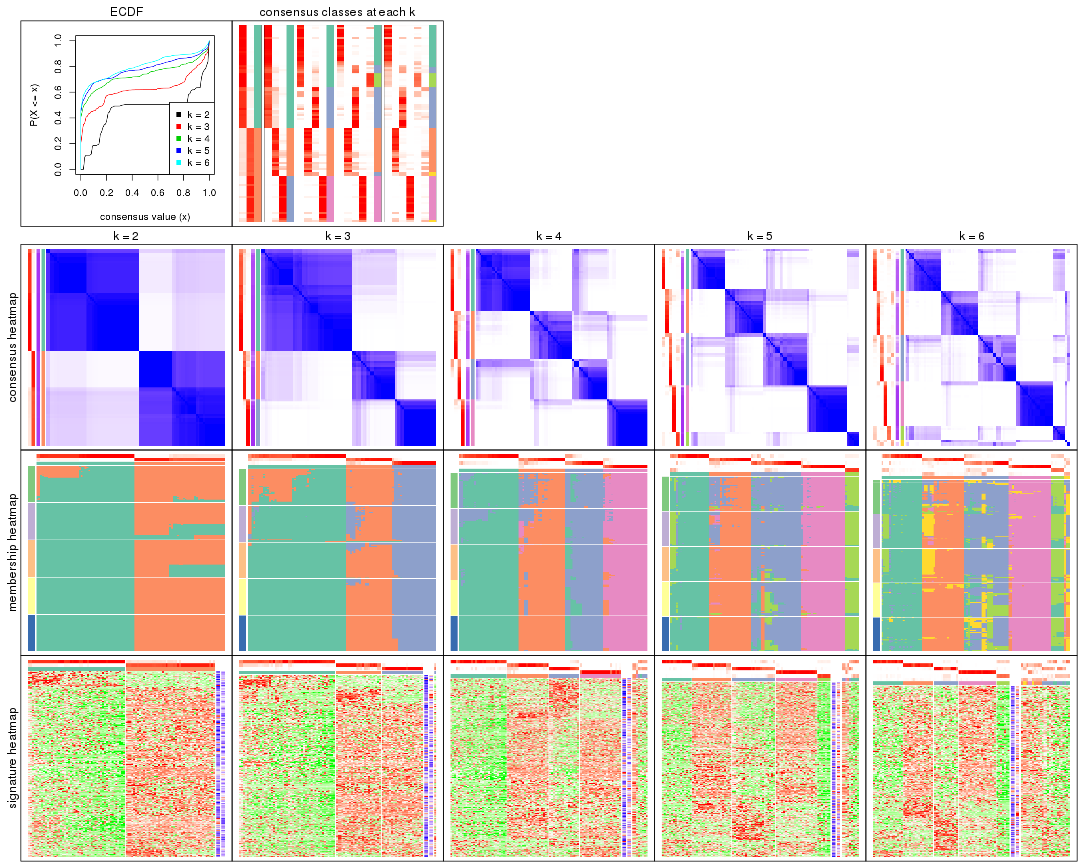 ECDF
consensus classes at each k
P(X <= x)
0.0 0.2 0.4 0.6 0.8 1.0
k = 2
k = 3
k = 4
k = 5
k = 6
0.0 0.2 0.4 0.6 0.8 1.0
consensus value (x)
k = 2 k = 3 k = 4 k = 5 k = 6
consensus heatmap
membership heatmap
signature heatmap